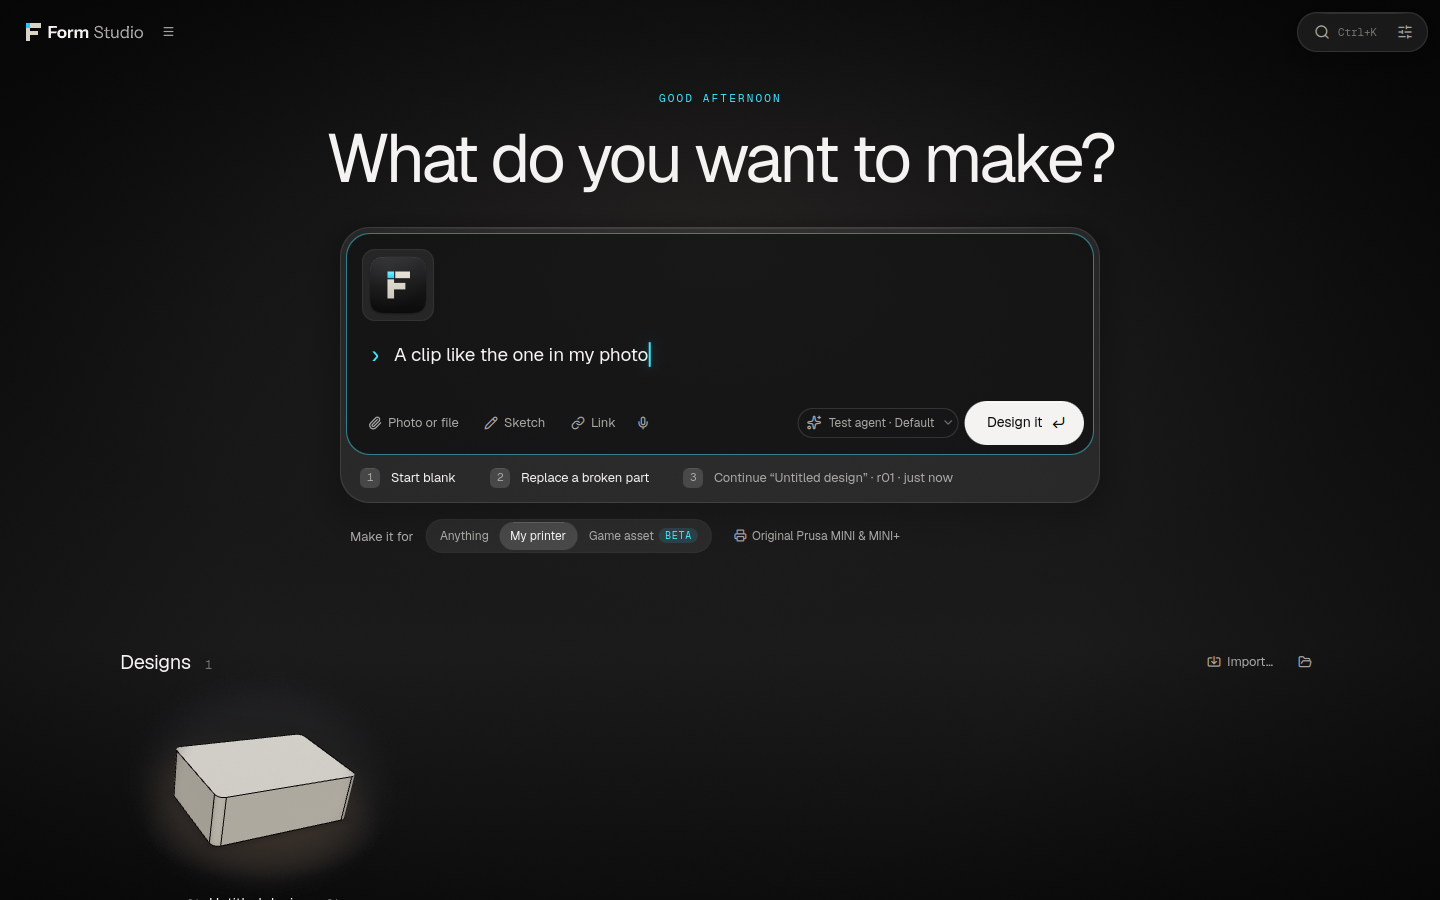 Form Studio
Ctrl+K
GOOD AFTERNOON
What do you want to make?
A clip like the one in my photo
Photo or file
Sketch
Link
Test agent · Default
Design it
1 Start blank
2 Replace a broken part
3 Continue “Untitled design” · r01 · just now
Make it for
Anything
My printer
Game asset BETA
Original Prusa MINI & MINI+
Designs 1
Import...